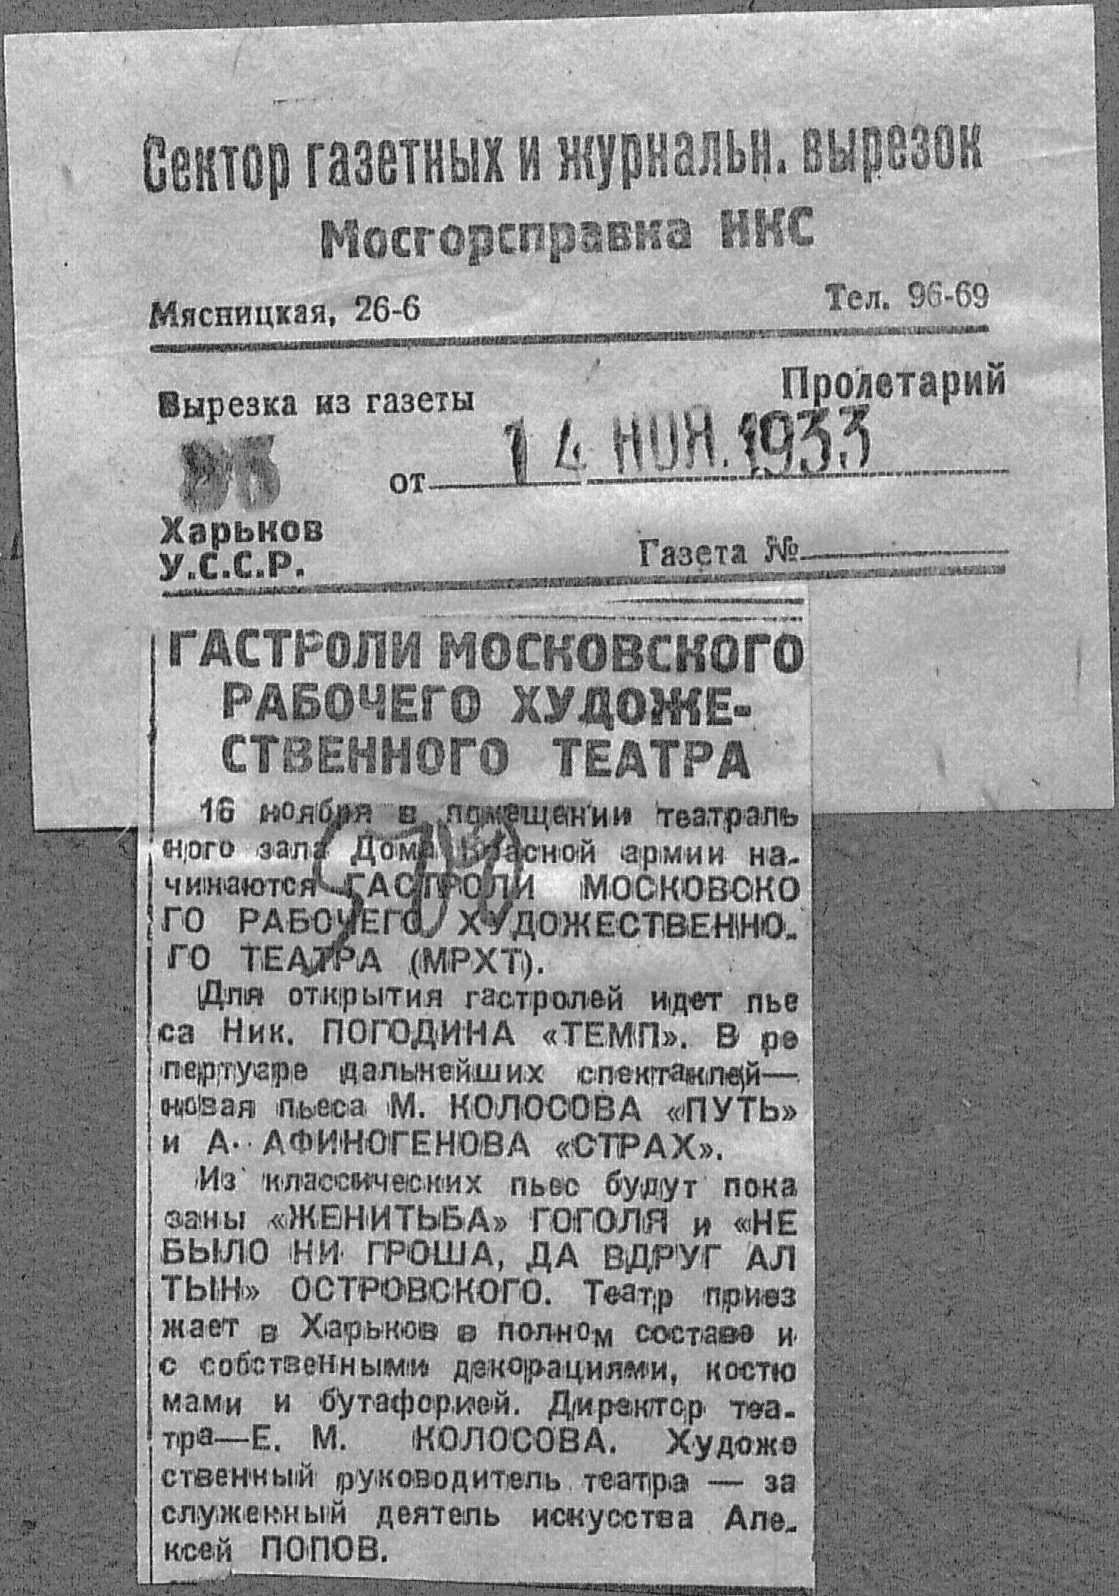 Сектор газетных и журнальн. вырезок
Мосгорсправка НКС
Мясницкая, 26-6 Тел. 96-69
Вырезка из газеты Пролетарий
от 14 НОЯ. 1933
Харьков
У.С.С.Р. Газета №
ГАСТРОЛИ МОСКОВСКОГО
РАБОЧЕГО ХУДОЖЕ-
СТВЕННОГО ТЕАТРА
16 ноября в помещении театраль
ного зала Дома Красной армии на-
чинаются ГАСТРОЛИ МОСКОВСКО
ГО РАБОЧЕГО ХУДОЖЕСТВЕННО-
ГО ТЕАТРА (МРХТ).
Для открытия гастролей идет пье
са Ник. ПОГОДИНА «ТЕМП». В ре
пертуаре дальнейших спектаклей—
новая пьеса М. КОЛОСОВА «ПУТЬ»
и А. АФИНОГЕНОВА «СТРАХ».
Из классических пьес будут пока
заны «ЖЕНИТЬБА» ГОГОЛЯ и «НЕ
БЫЛО НИ ГРОША, ДА ВДРУГ АЛ
ТЫН» ОСТРОВСКОГО. Театр приез
жает в Харьков в полном составе и
с собственными декорациями, костю
мами и бутафорией. Директор теа-
тра—Е. М. КОЛОСОВА. Художе
ственный руководитель театра — за
служенный деятель искусства Але-
ксей ПОПОВ.